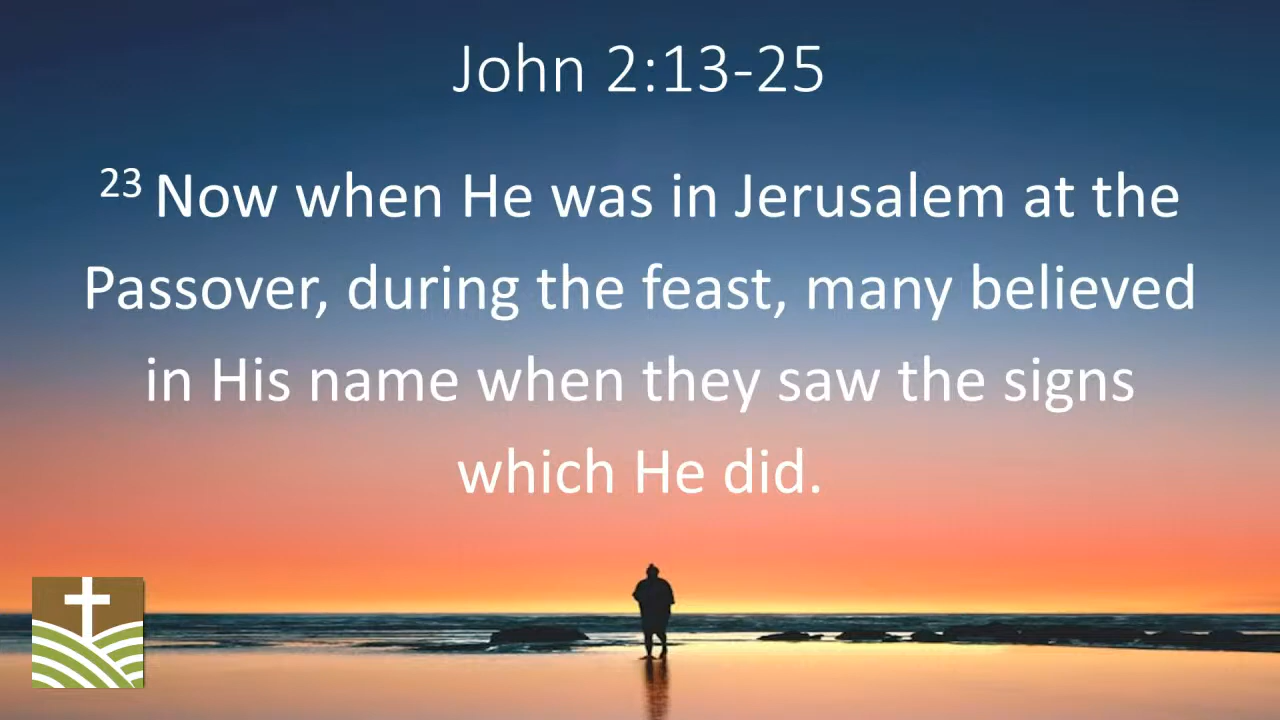 John 2:13-25
23 Now when He was in Jerusalem at the
Passover, during the feast, many believed
in His name when they saw the signs
which He did.